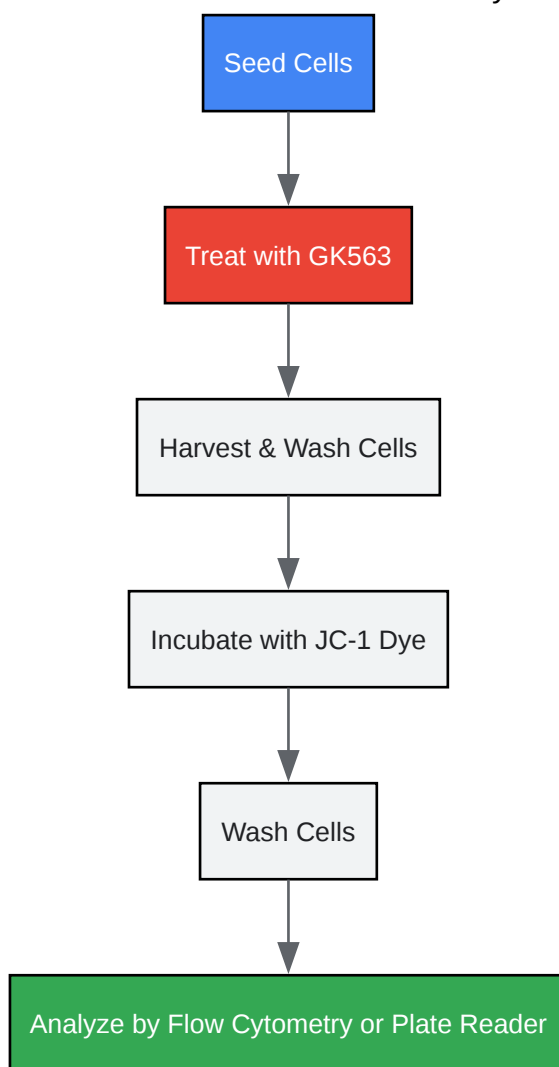 Seed Cells
Treat with GK563
Harvest & Wash Cells
Incubate with JC-1 Dye
Wash Cells
Analyze by Flow Cytometry or Plate Reader